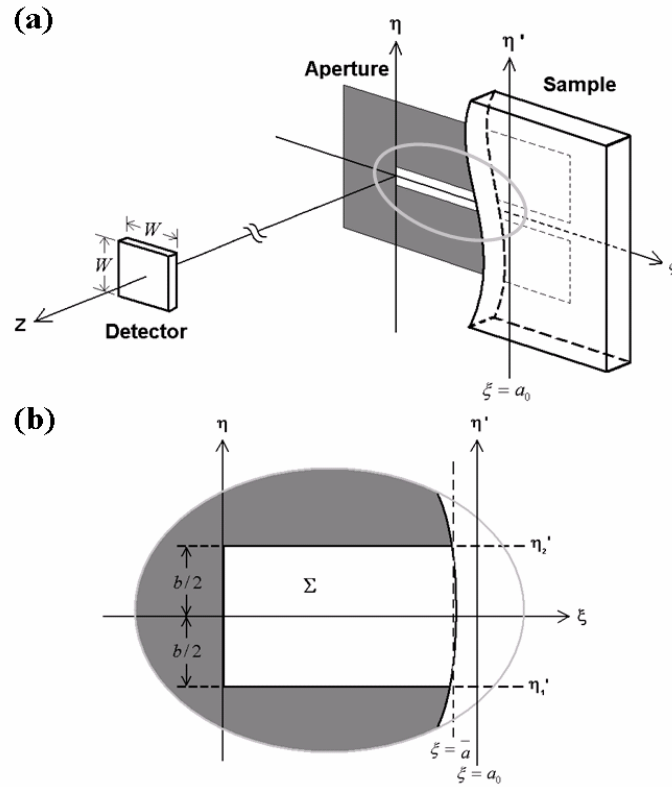 (a)
η
η'
Aperture
Sample
W
W
Z
Detector
ξ
ξ = a₀
(b)
η
η'
η₂'
b/2
Σ
ξ
b/2
η₁'
ξ = a̅
ξ = a₀